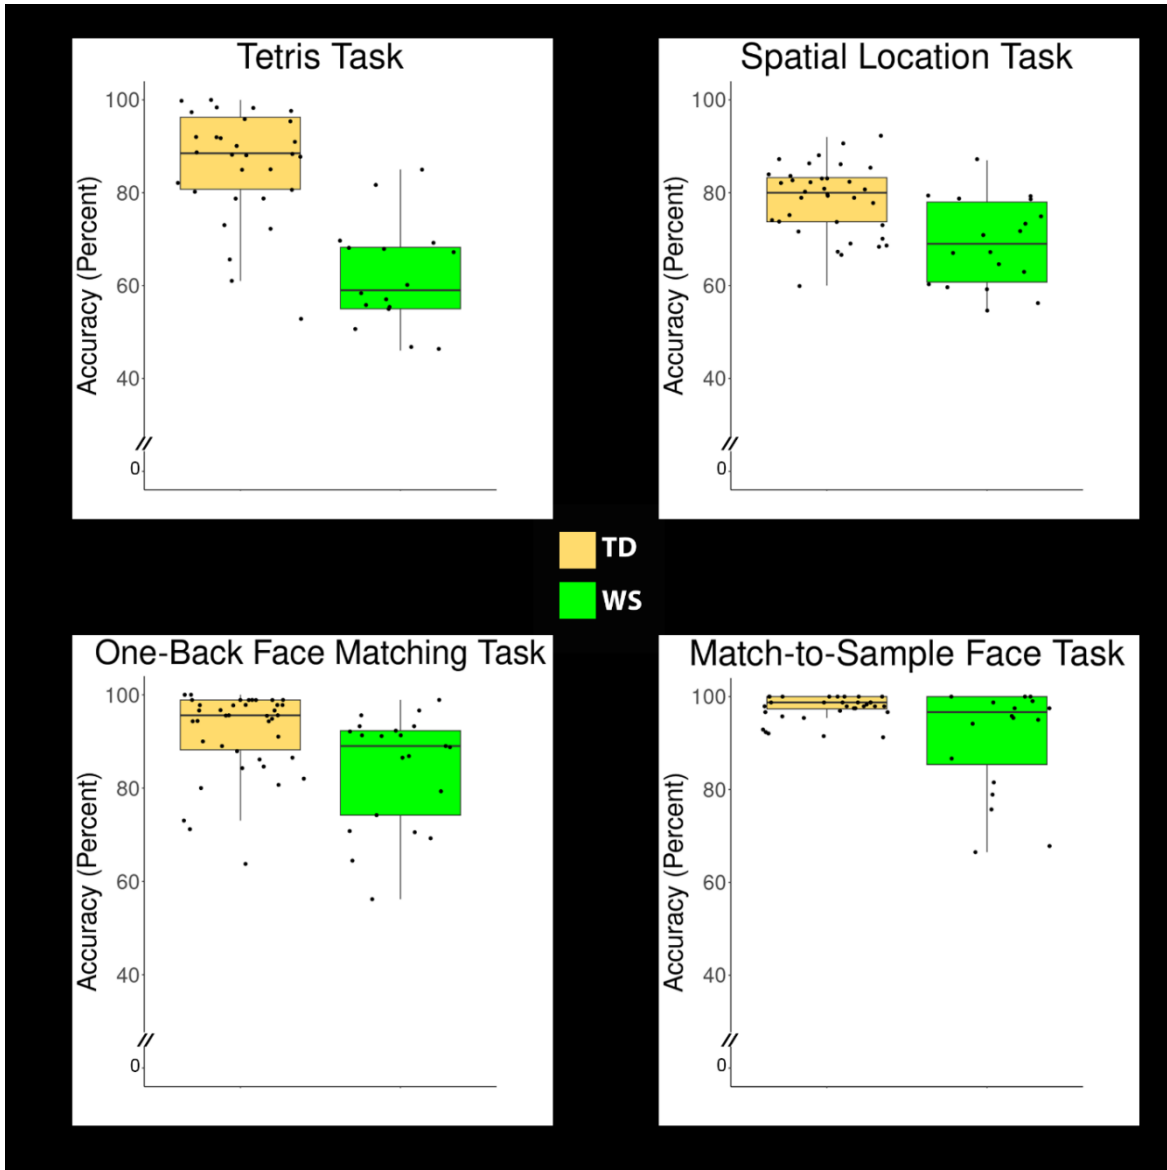 Tetris Task
Accuracy (Percent)
100
80
60
40
0
Spatial Location Task
Accuracy (Percent)
100
80
60
40
0
TD
WS
One-Back Face Matching Task
Accuracy (Percent)
100
80
60
40
0
Match-to-Sample Face Task
Accuracy (Percent)
100
80
60
40
0